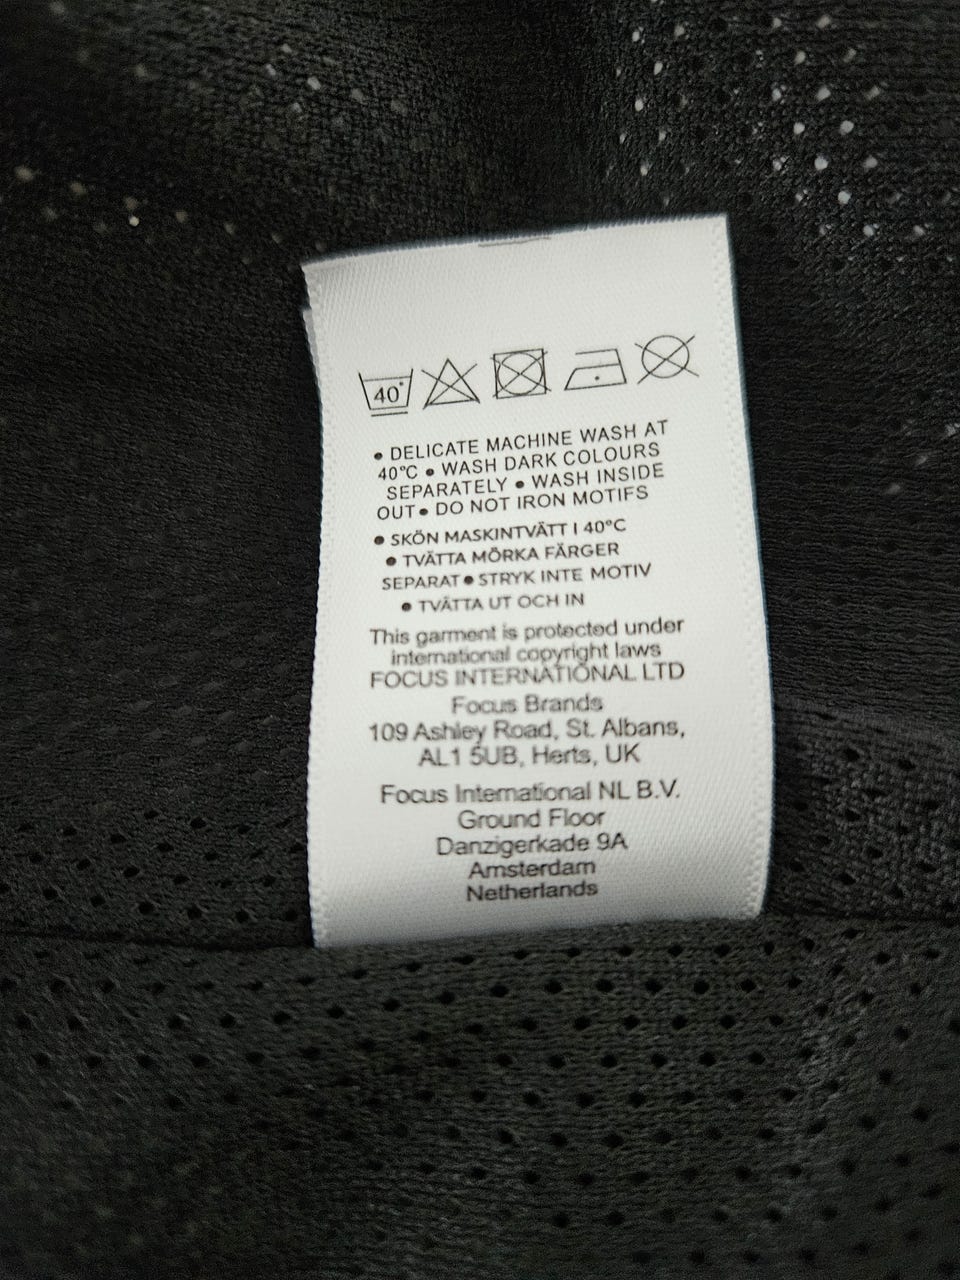 40°
• DELICATE MACHINE WASH AT
40°C • WASH DARK COLOURS
SEPARATELY • WASH INSIDE
OUT • DO NOT IRON MOTIFS
• SKÖN MASKINTVÄTT I 40°C
• TVÄTTA MÖRKA FÄRGER
SEPARAT • STRYK INTE MOTIV
• TVÄTTA UT OCH IN
This garment is protected under
international copyright laws
FOCUS INTERNATIONAL LTD
Focus Brands
109 Ashley Road, St. Albans,
AL1 5UB, Herts, UK
Focus International NL B.V.
Ground Floor
Danzigerkade 9A
Amsterdam
Netherlands